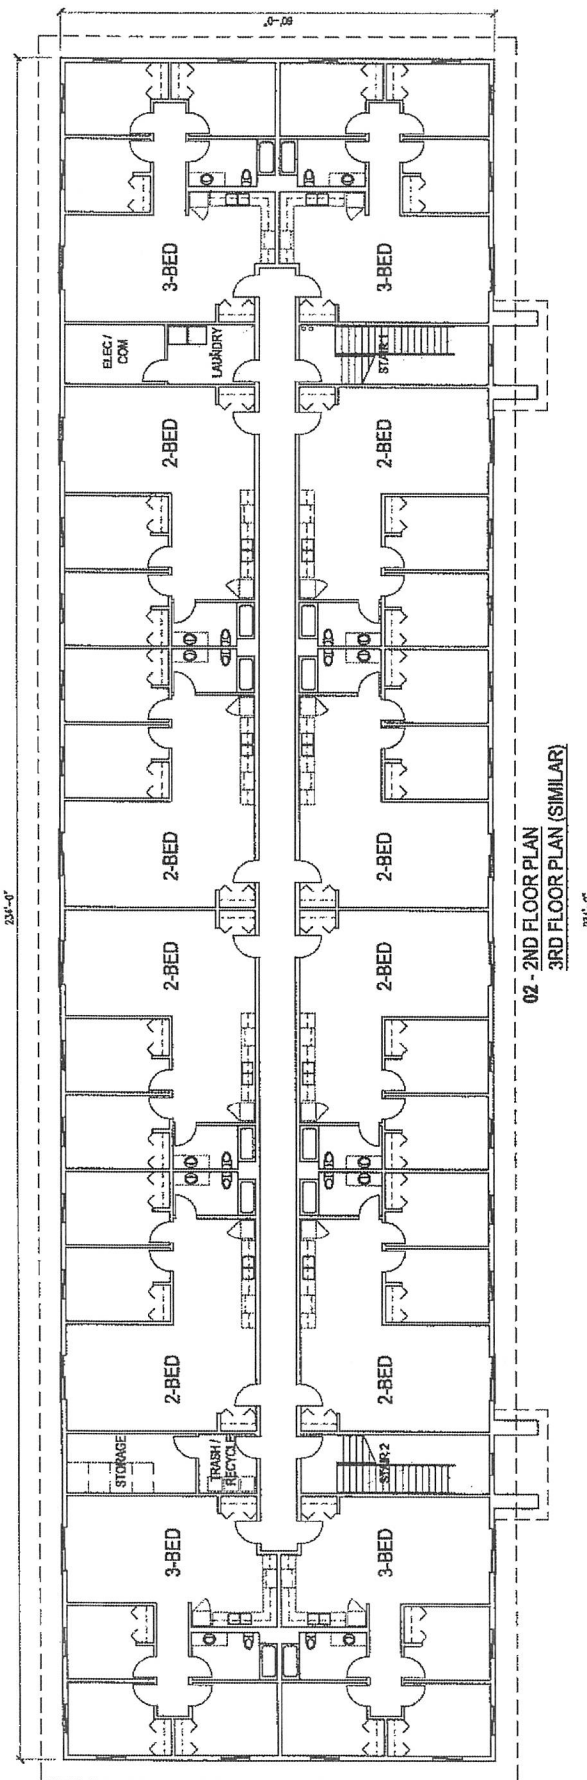 60'-0"
234'-0"
3-BED
3-BED
ELEC /
COM
LAUNDRY
STAIR 1
2-BED
2-BED
2-BED
2-BED
2-BED
2-BED
2-BED
2-BED
STORAGE
TRASH /
RECYCLE
STAIR 2
3-BED
3-BED
02 - 2ND FLOOR PLAN
3RD FLOOR PLAN (SIMILAR)